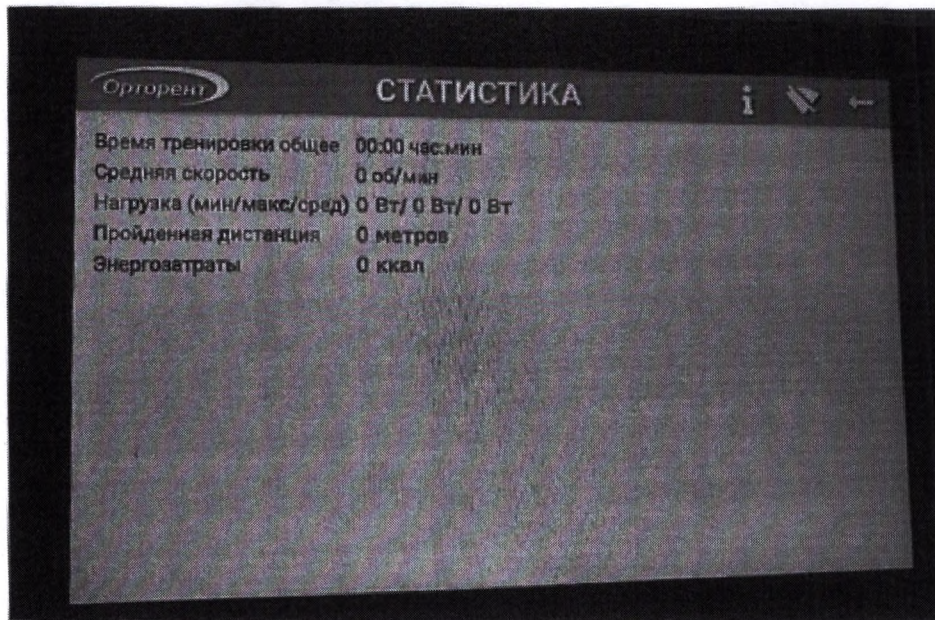 Орторент
СТАТИСТИКА
Время тренировки общее 00:00 час:мин
Средняя скорость 0 об/мин
Нагрузка (мин/макс/сред) 0 Вт/ 0 Вт/ 0 Вт
Пройденная дистанция 0 метров
Энергозатраты 0 ккал